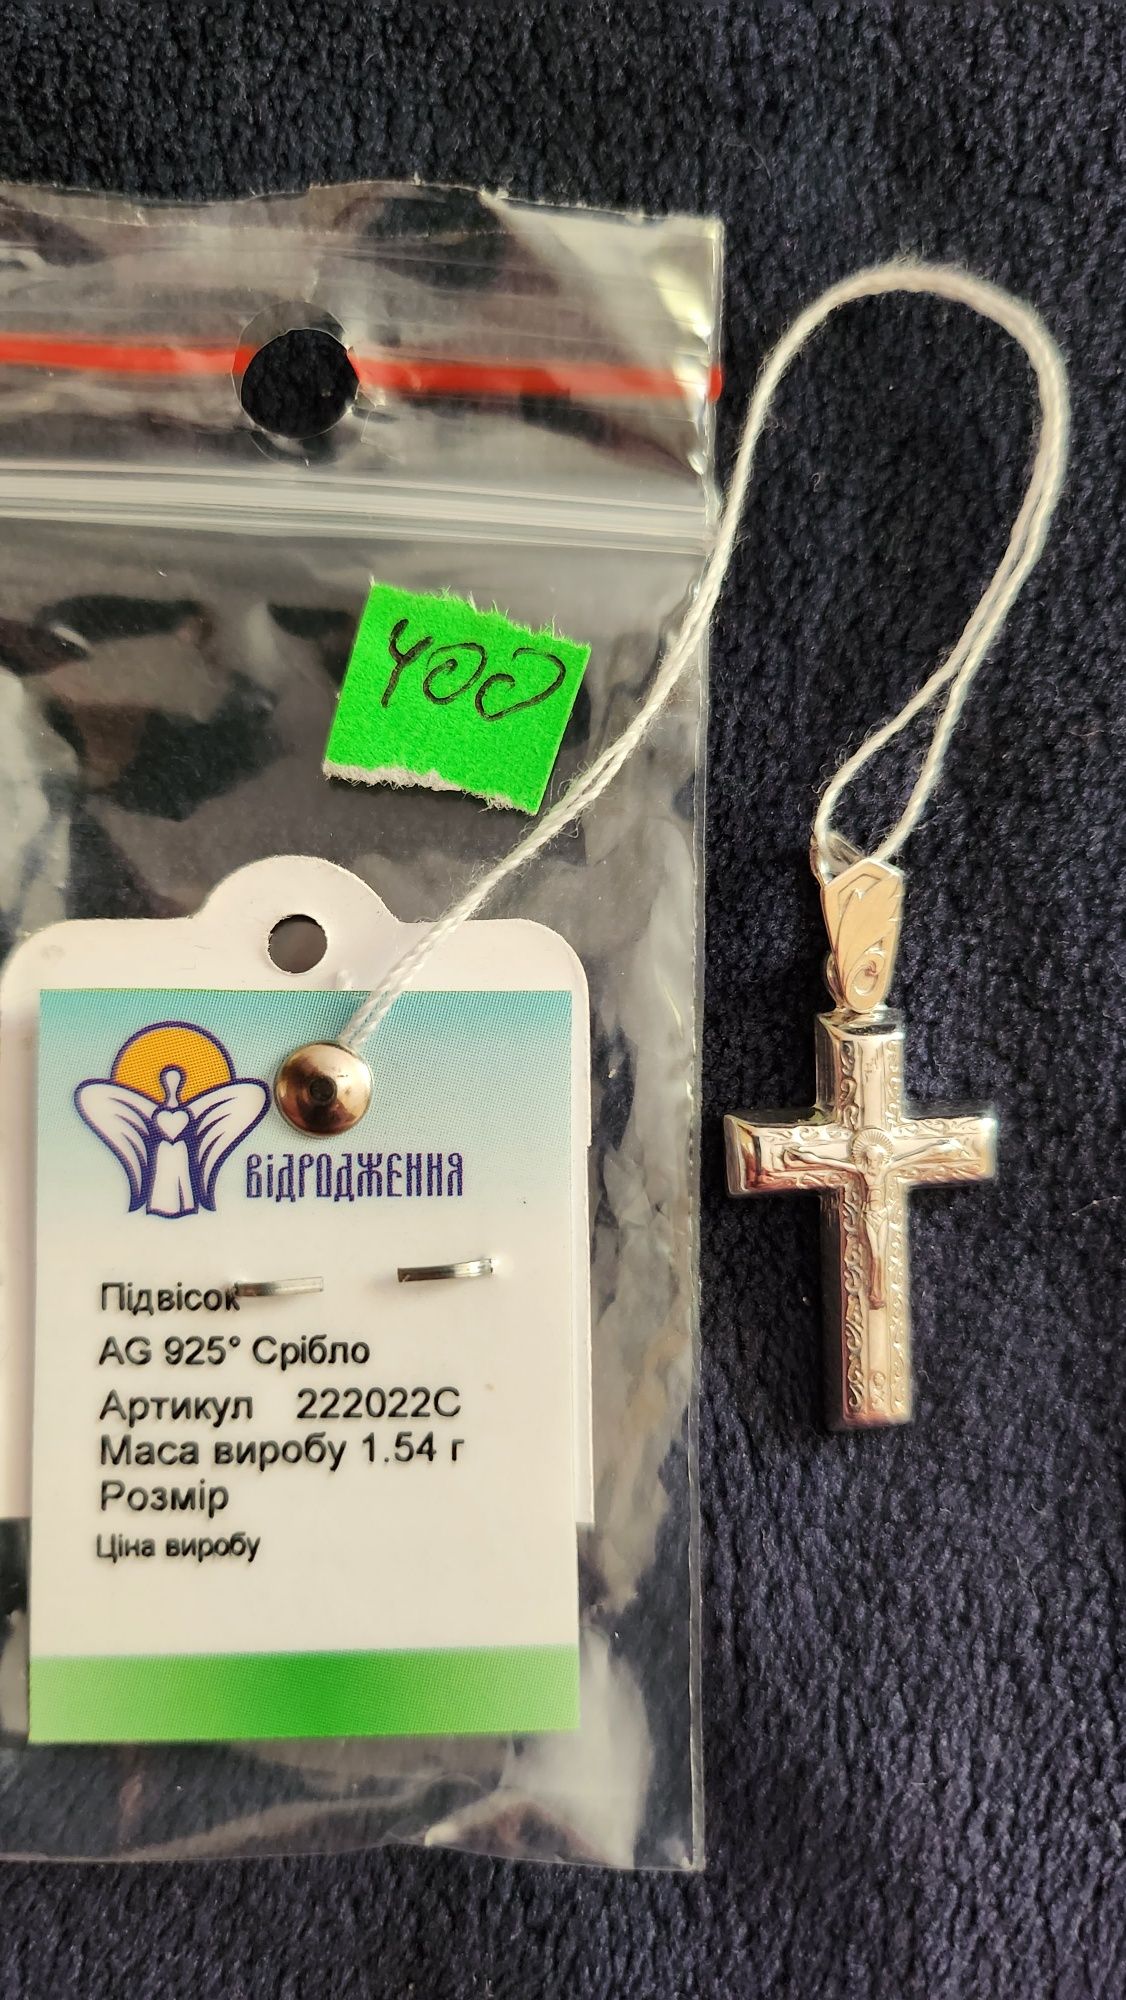 400
ВІДРОДЖЕННЯ
Підвісок
AG 925° Срібло
Артикул 222022С
Маса виробу 1.54 г
Розмір
Ціна виробу